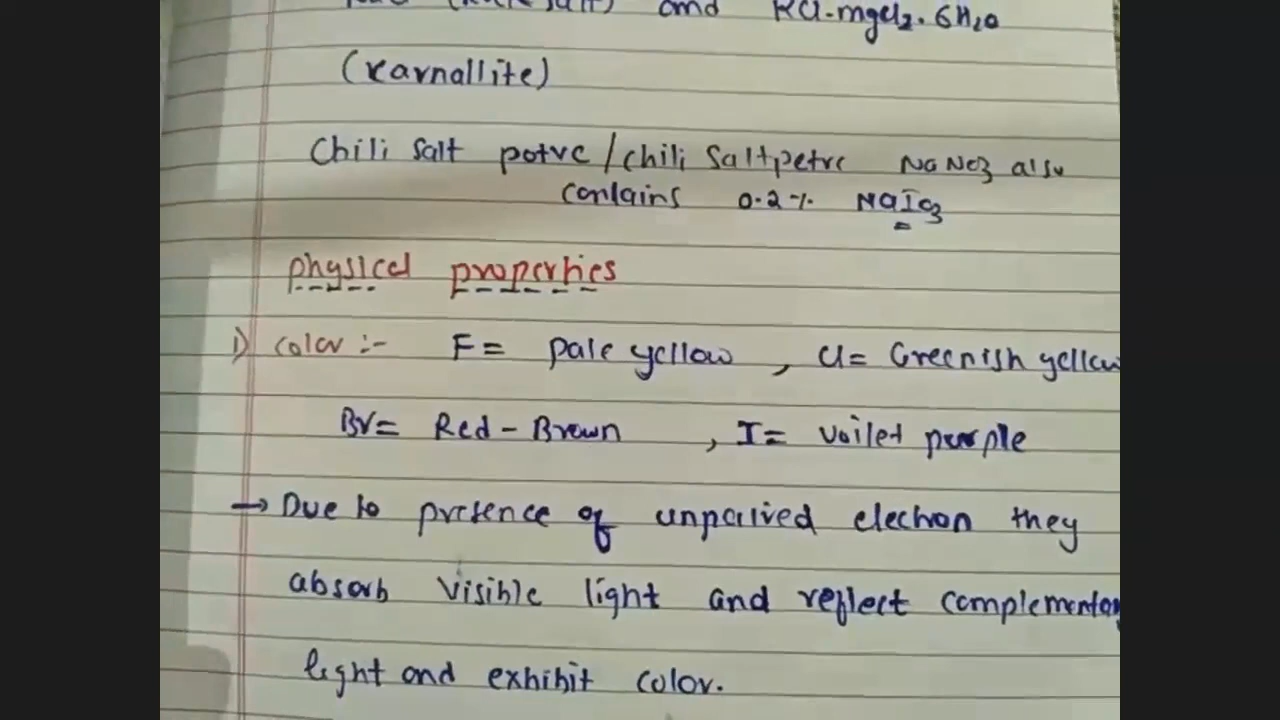 and KCl.mgCl2.6H2O
(Karnallite)
Chili salt potre/chili saltpetre NaNO3 also
contains 0.2% NaIO3
physical properties
i) color :- F = pale yellow, Cl = Greenish yellow
Br = Red-Brown, I = voilet purple
→ Due to presence of unpaired electron they
absorb visible light and reflect complementary
light and exhibit color.